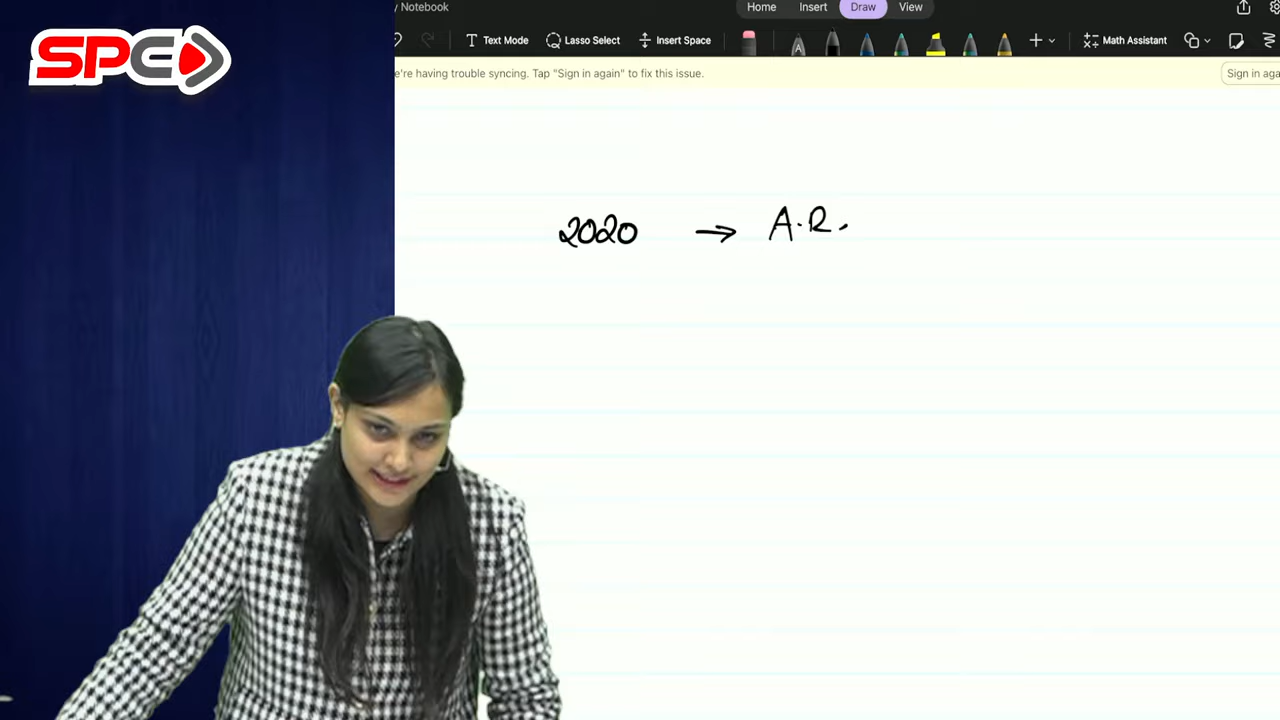 SPE
y Notebook
Home Insert Draw View
Text Mode Lasso Select Insert Space Math Assistant
e're having trouble syncing. Tap "Sign in again" to fix this issue.
Sign in aga
2020 → A.R.